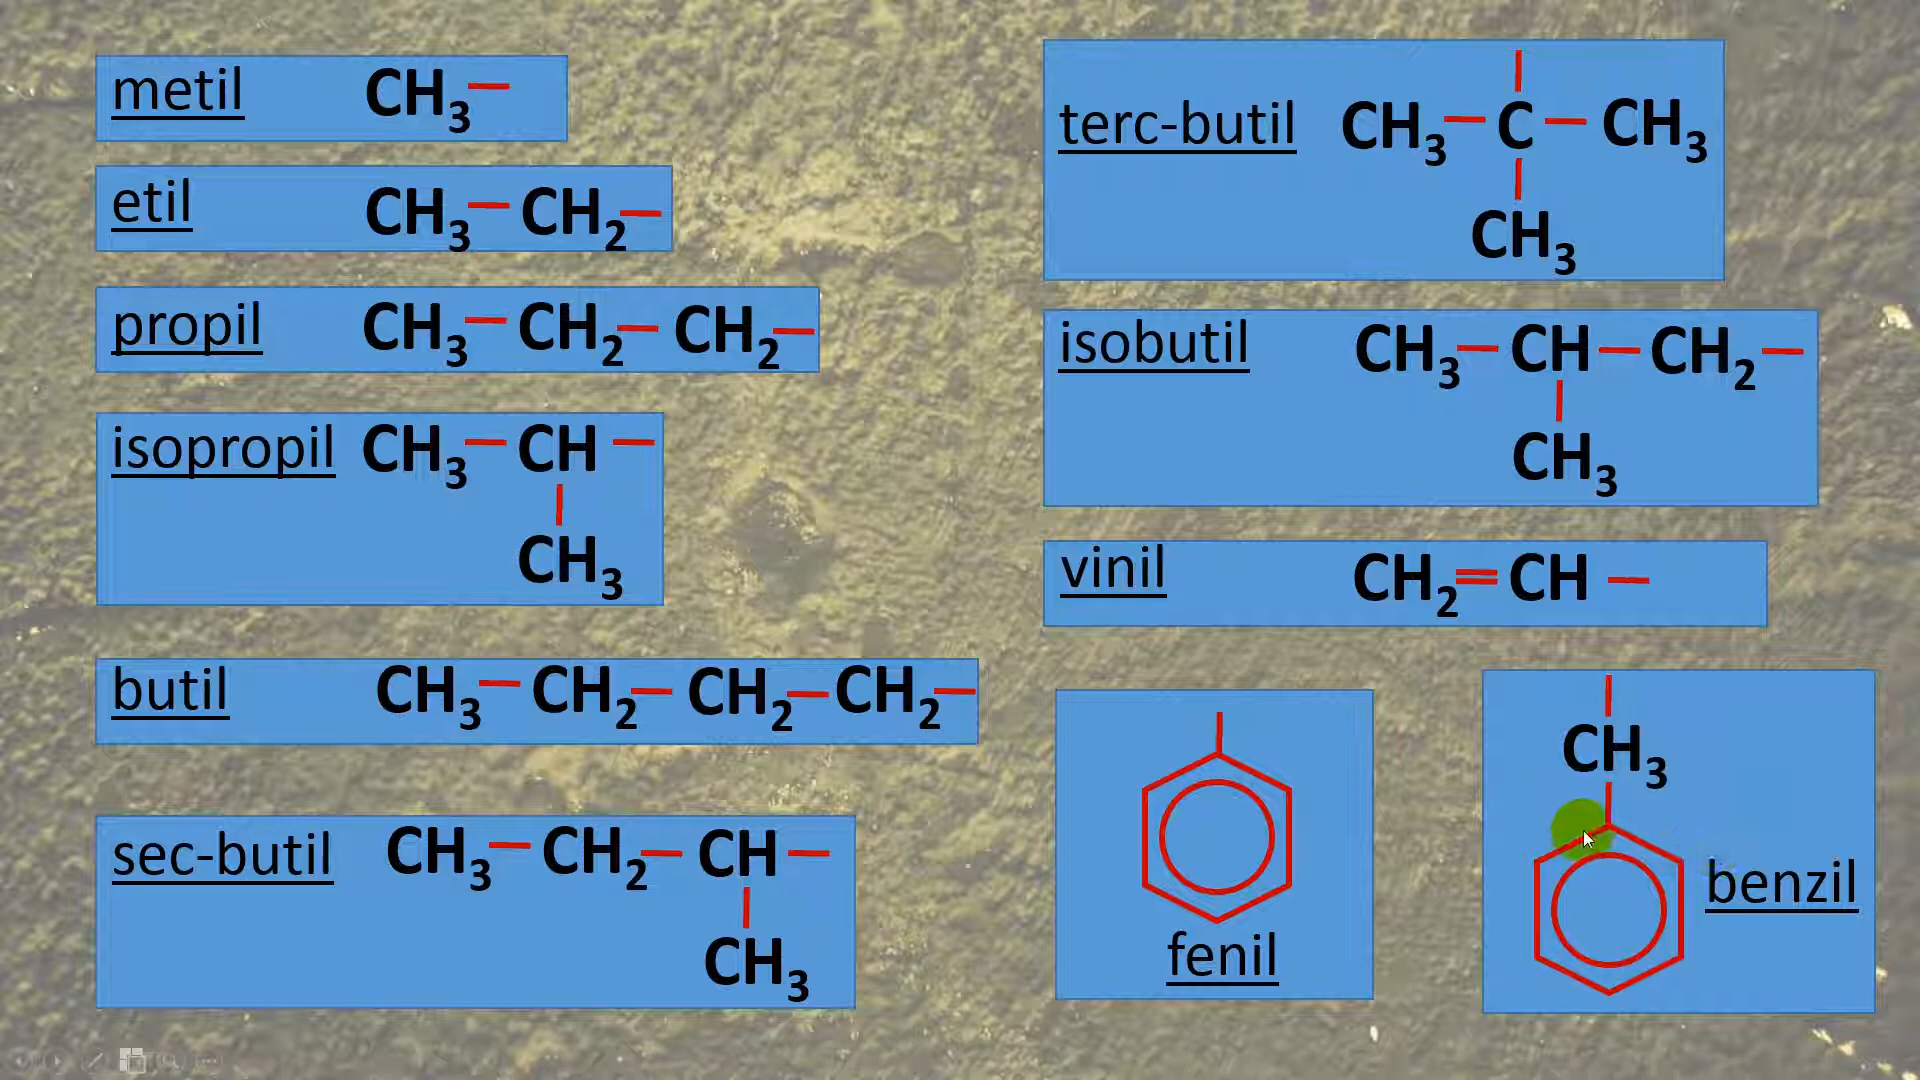 metil CH3—
etil CH3—CH2—
propil CH3—CH2—CH2—
isopropil CH3—CH—
CH3
butil CH3—CH2—CH2—CH2—
sec-butil CH3—CH2—CH—
CH3
terc-butil CH3—C—CH3
CH3
isobutil CH3—CH—CH2—
CH3
vinil CH2=CH—
fenil
CH3
benzil